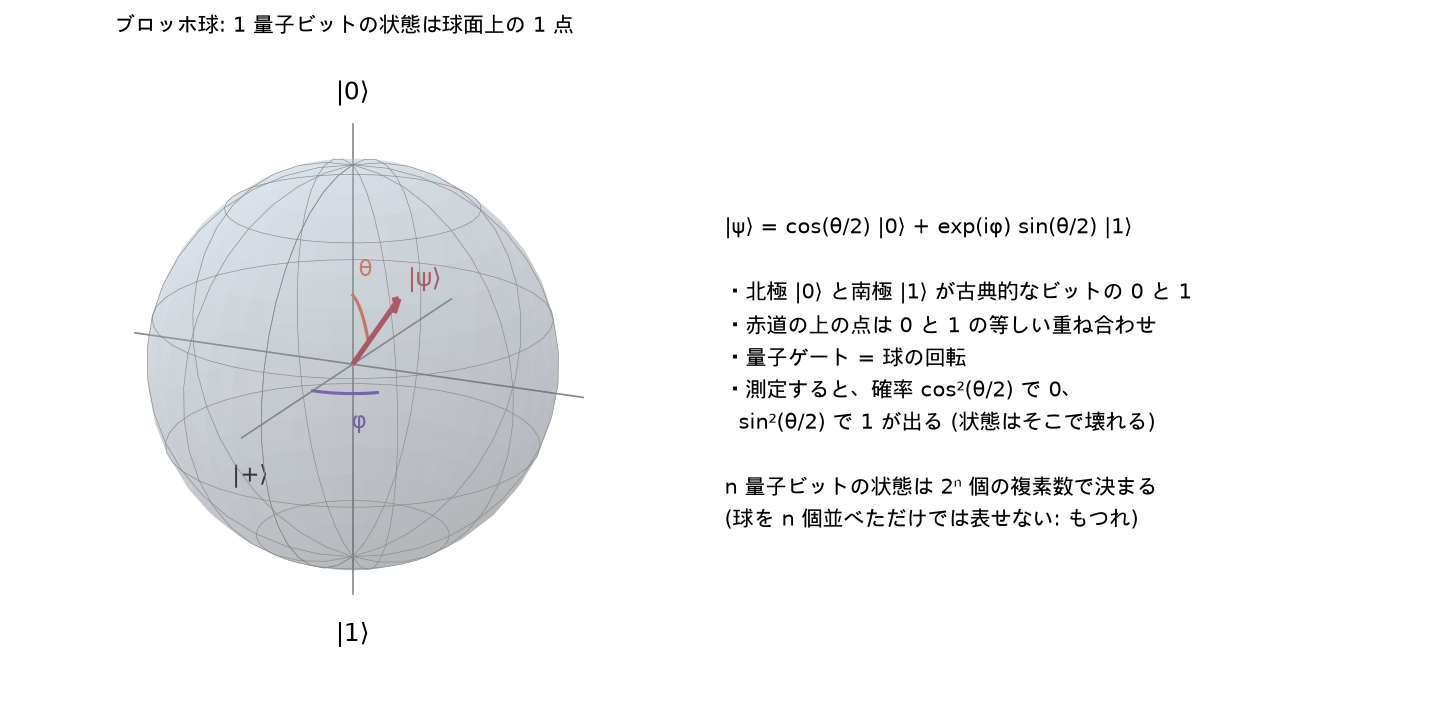 ブロッホ球: 1 量子ビットの状態は球面上の 1 点
|0⟩
θ
|ψ⟩
φ
|+⟩
|1⟩
|ψ⟩ = cos(θ/2) |0⟩ + exp(iφ) sin(θ/2) |1⟩
・北極 |0⟩ と南極 |1⟩ が古典的なビットの 0 と 1
・赤道の上の点は 0 と 1 の等しい重ね合わせ
・量子ゲート = 球の回転
・測定すると、確率 cos²(θ/2) で 0、
sin²(θ/2) で 1 が出る (状態はそこで壊れる)
n 量子ビットの状態は 2ⁿ 個の複素数で決まる
(球を n 個並べただけでは表せない: もつれ)